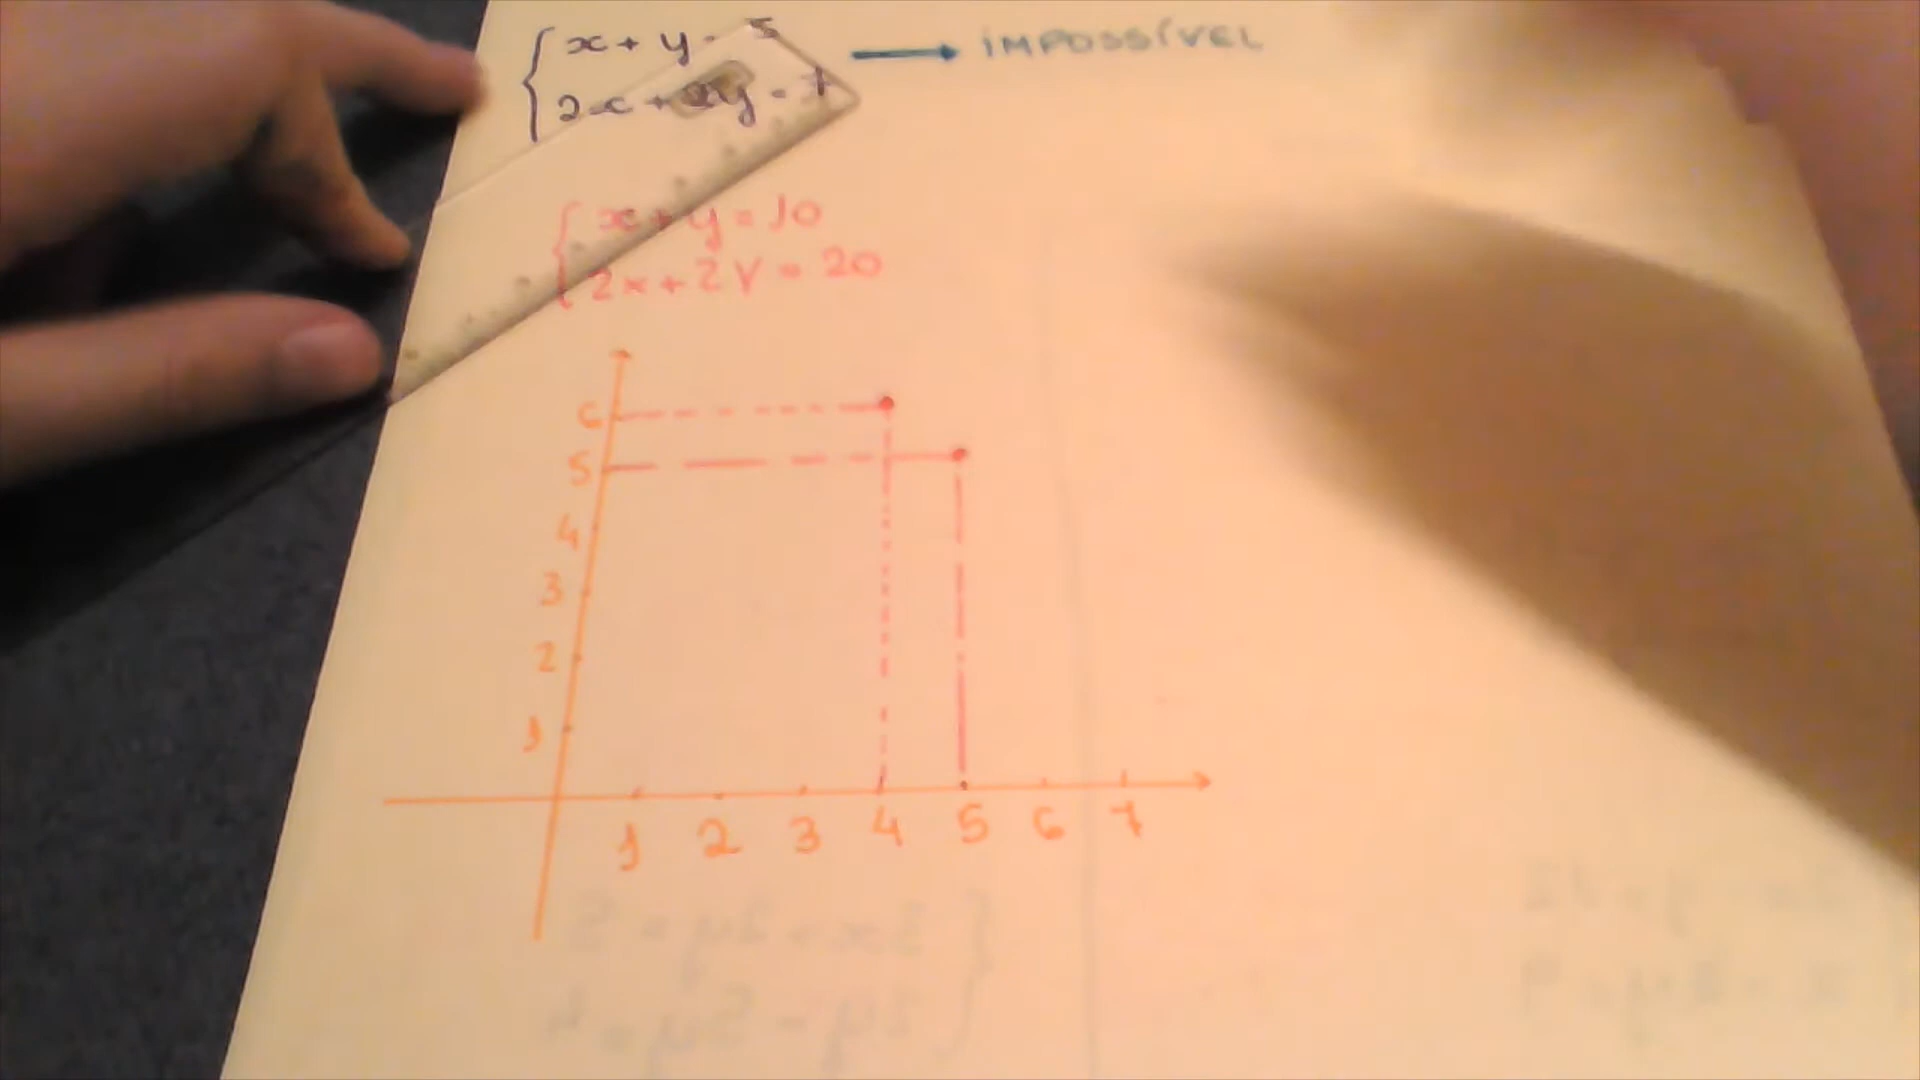 x + y = 5 → IMPOSSÍVEL
2x + 2y = 7
x + y = 10
2x + 2y = 20
6
5
4
3
2
1
1 2 3 4 5 6 7